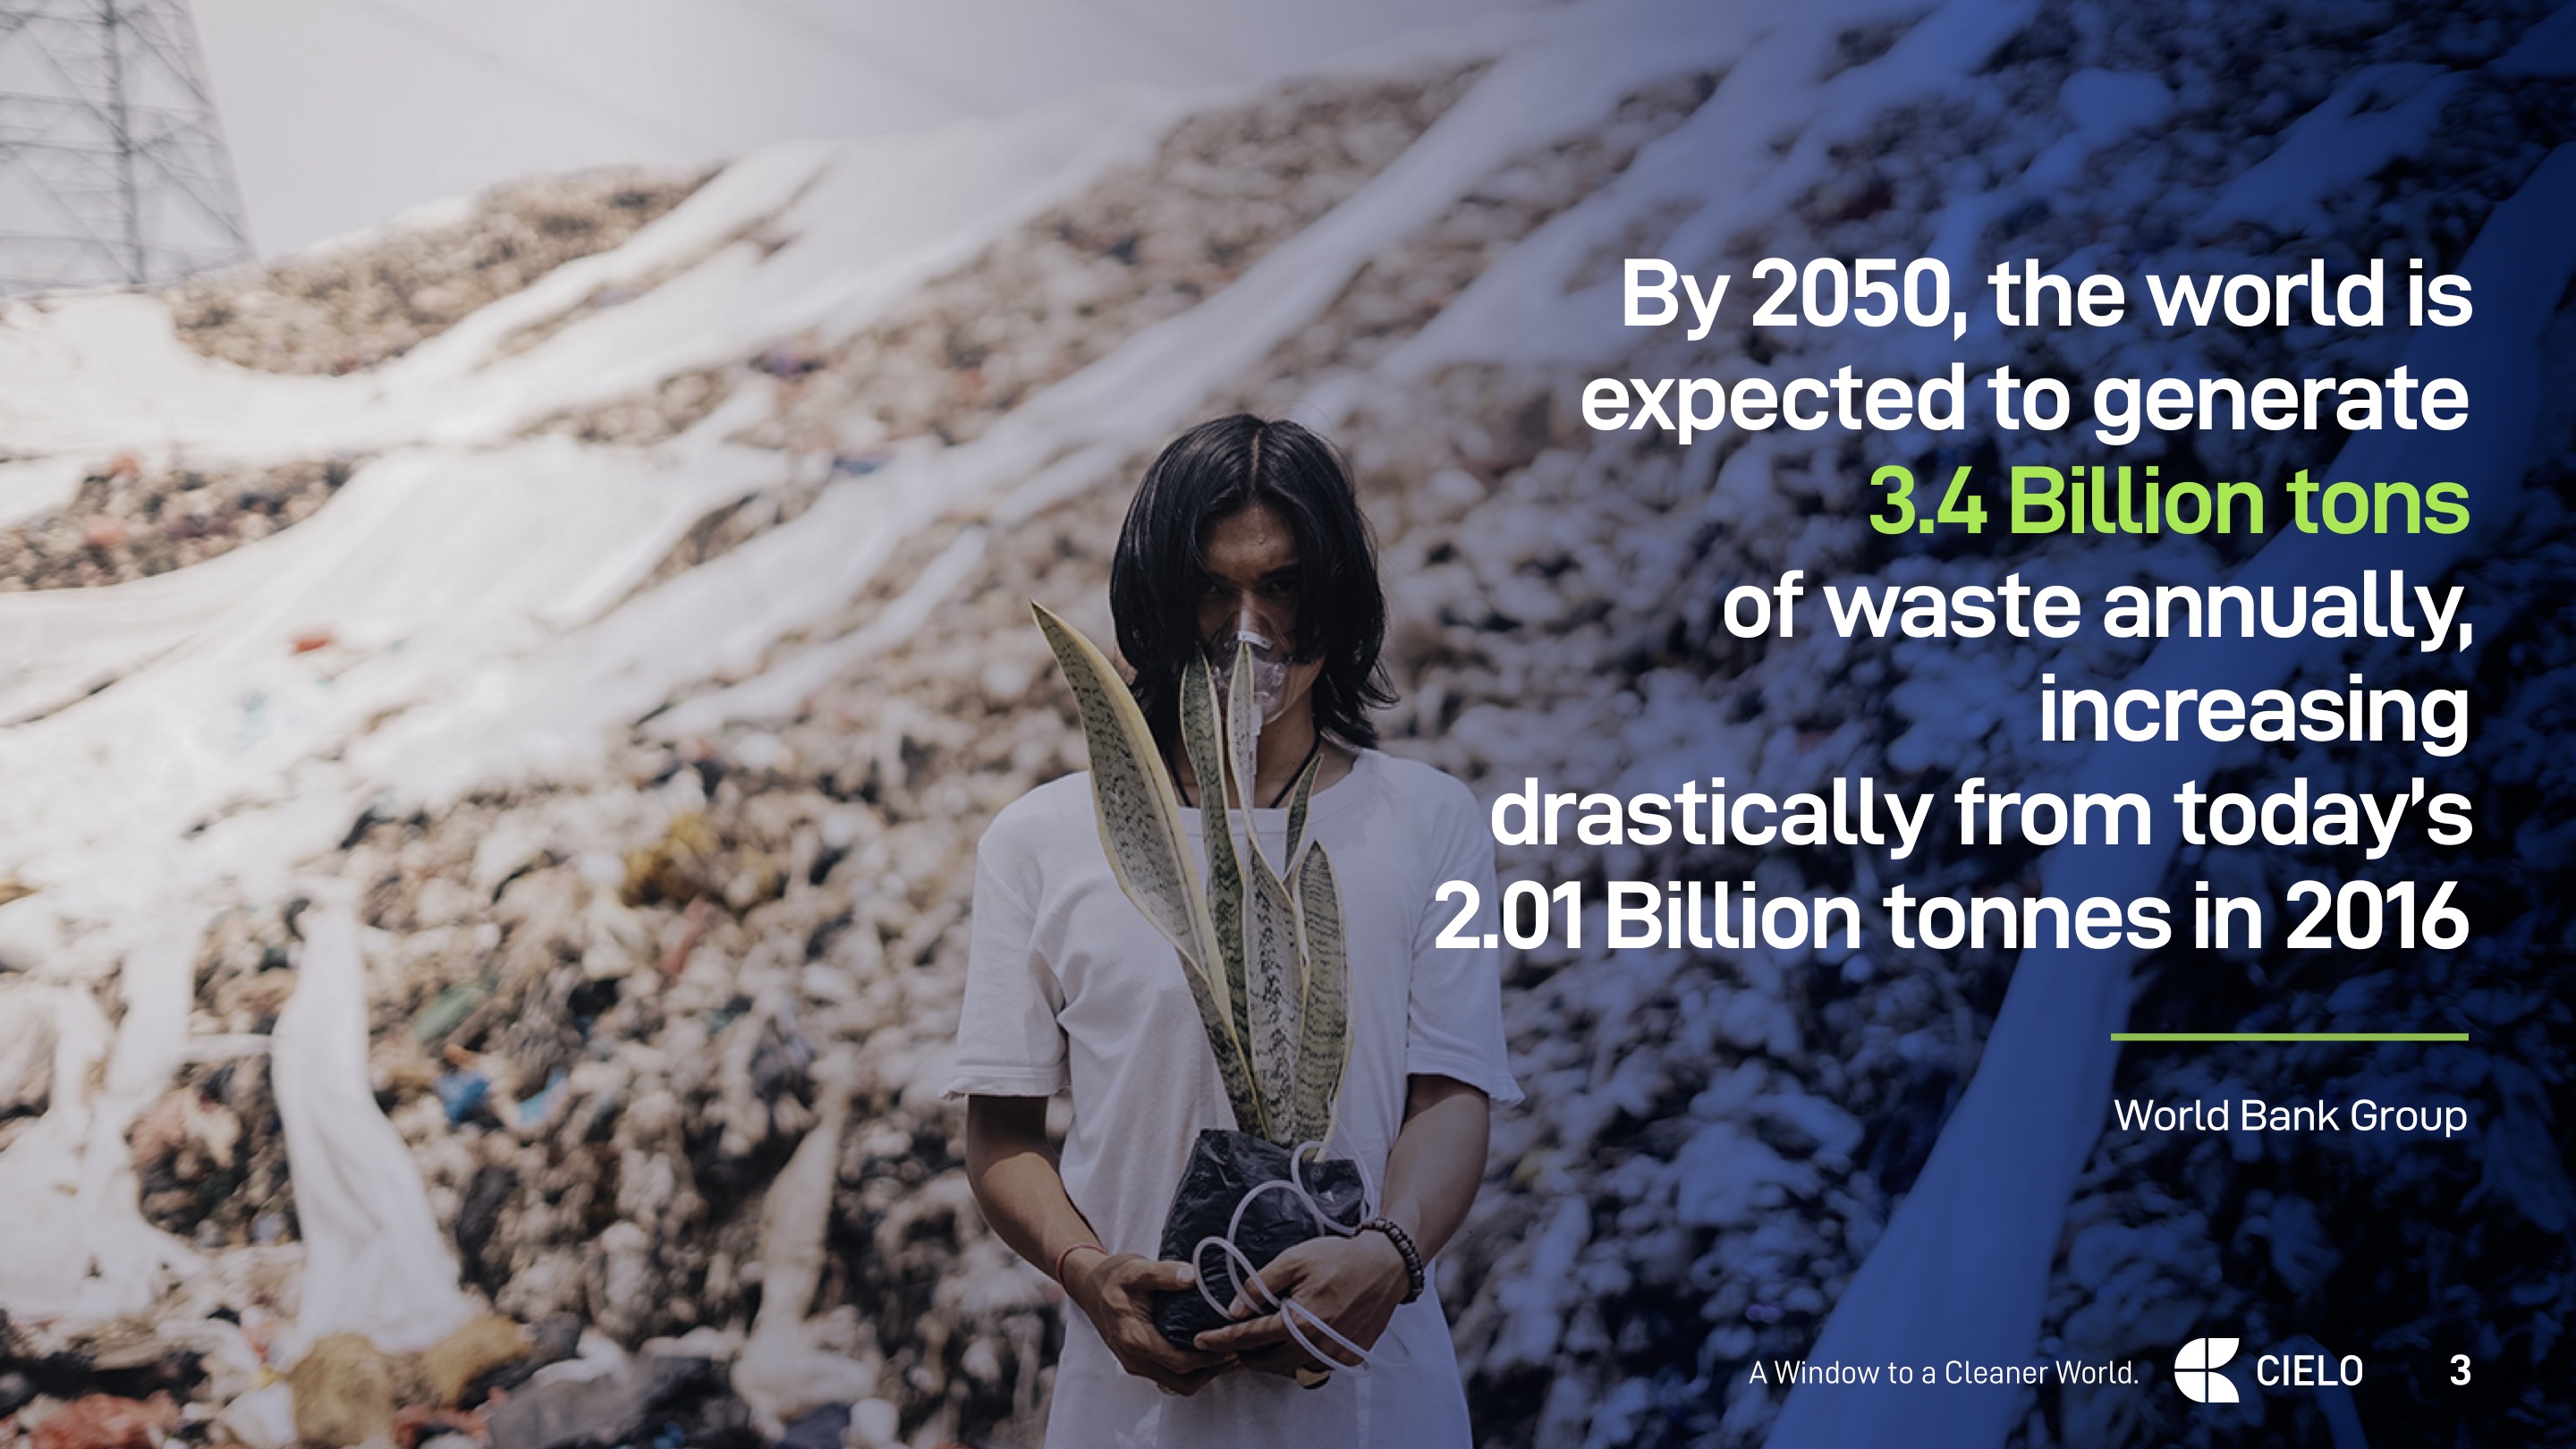 By 2050, the world is
expected to generate
3.4 Billion tons
of waste annually,
increasing
drastically from today’s
2.01 Billion tonnes in 2016
World Bank Group
A Window to a Cleaner World. CIELO 3